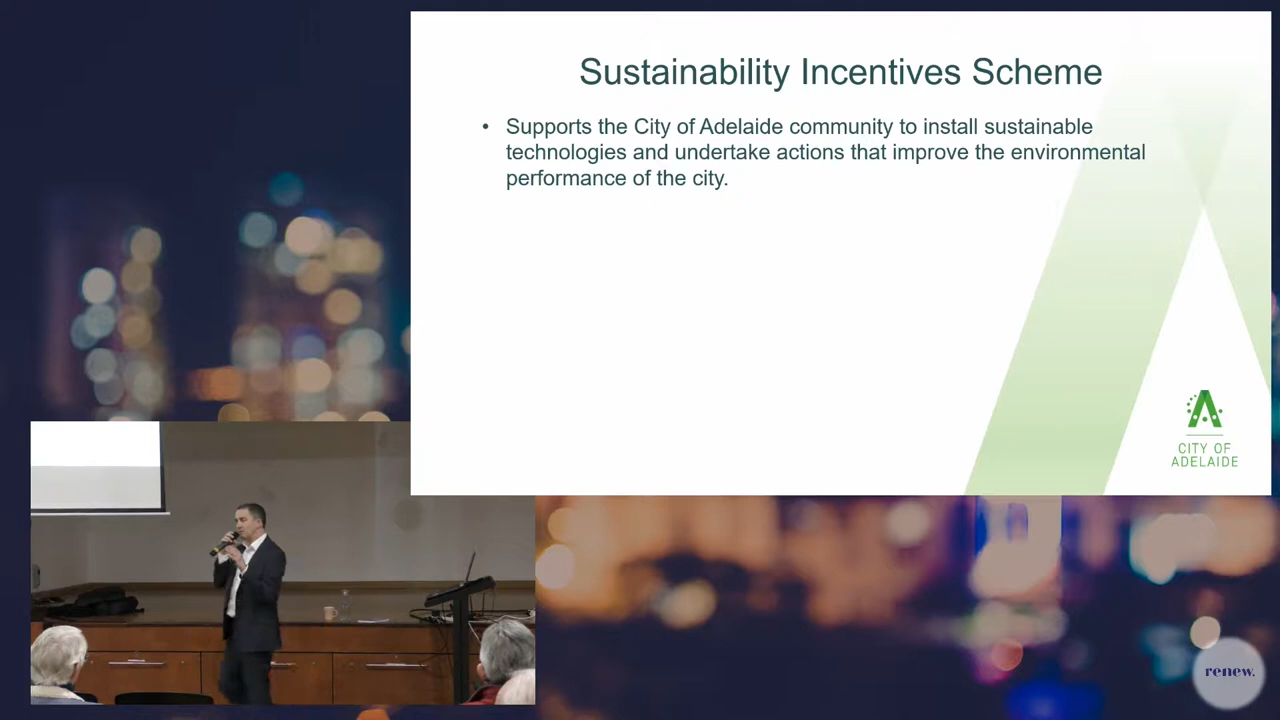 Sustainability Incentives Scheme
• Supports the City of Adelaide community to install sustainable
technologies and undertake actions that improve the environmental
performance of the city.
CITY OF
ADELAIDE
renew.